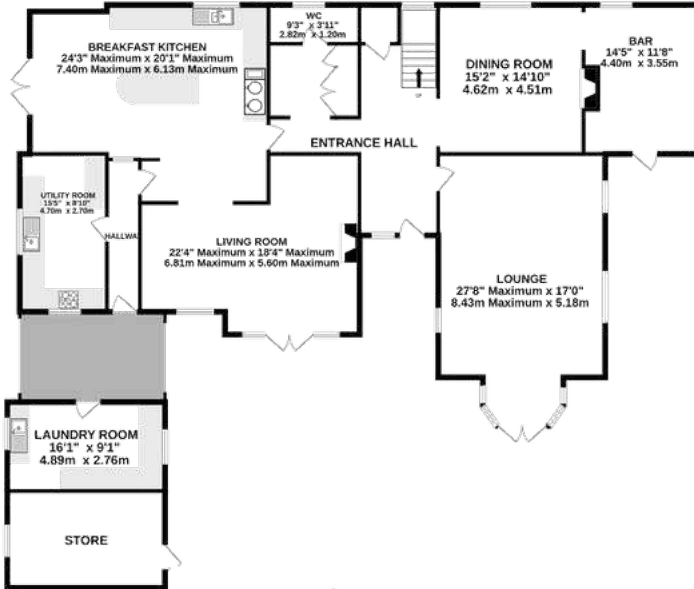 WC
9'3" x 3'11"
2.82m x 1.20m
BREAKFAST KITCHEN
24'3" Maximum x 20'1" Maximum
7.40m Maximum x 6.13m Maximum
DINING ROOM
15'2" x 14'10"
4.62m x 4.51m
BAR
14'5" x 11'8"
4.40m x 3.55m
UP
ENTRANCE HALL
UTILITY ROOM
15'5" x 8'10"
4.70m x 2.70m
HALLWA
LIVING ROOM
22'4" Maximum x 18'4" Maximum
6.81m Maximum x 5.60m Maximum
LOUNGE
27'8" Maximum x 17'0"
8.43m Maximum x 5.18m
LAUNDRY ROOM
16'1" x 9'1"
4.89m x 2.76m
STORE